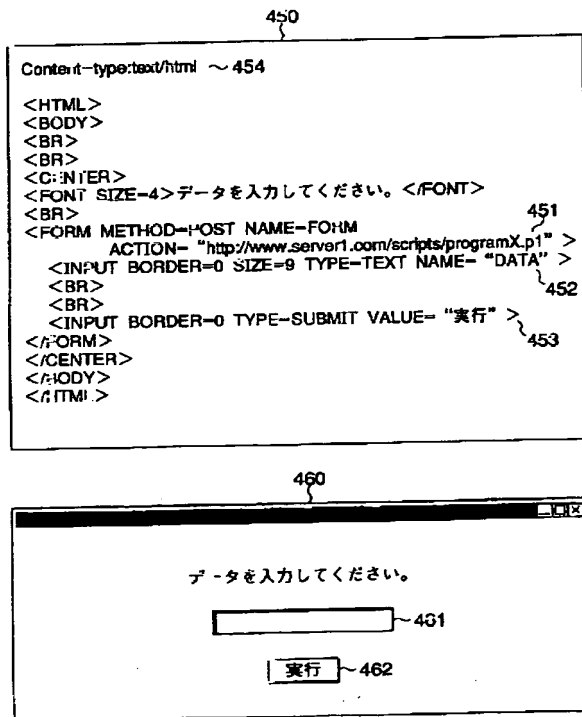 450
Content-type:text/html ～454
<HTML>
<BODY>
<BR>
<BR>
<CENTER>
<FONT SIZE=4>データを入力してください。</FONT>
<BR>
451
<FORM METHOD=POST NAME=FORM
ACTION= "http://www.server1.com/scripts/programX.p1" >
<INPUT BORDER=0 SIZE=9 TYPE=TEXT NAME= "DATA" >
452
<BR>
<BR>
<INPUT BORDER=0 TYPE=SUBMIT VALUE= "実行" >
453
</FORM>
</CENTER>
</BODY>
</HTML>
460
データを入力してください。
461
実行
462